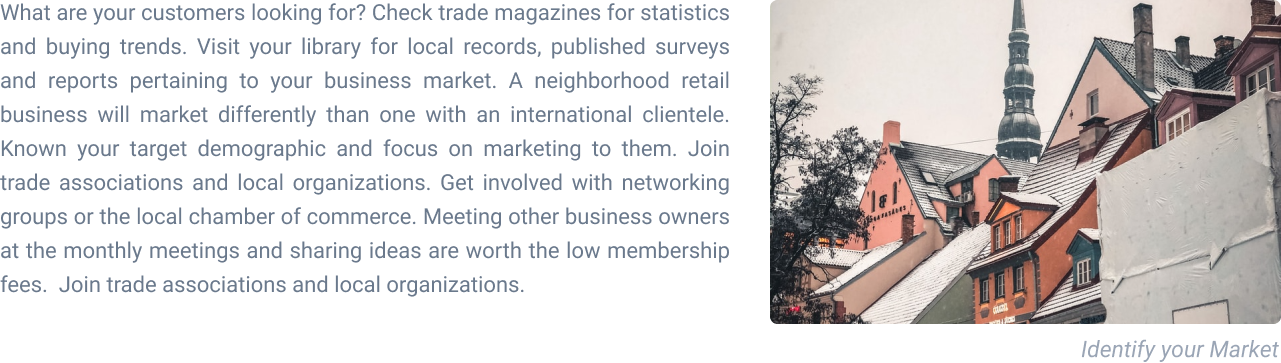 What are your customers looking for? Check trade magazines for statistics
and buying trends. Visit your library for local records, published surveys
and reports pertaining to your business market. A neighborhood retail
business will market differently than one with an international clientele.
Known your target demographic and focus on marketing to them. Join
trade associations and local organizations. Get involved with networking
groups or the local chamber of commerce. Meeting other business owners
at the monthly meetings and sharing ideas are worth the low membership
fees.  Join trade associations and local organizations.
Identify your Market